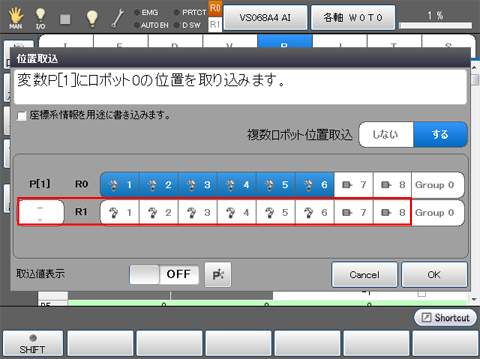 MAN I/O EMG PRTCT AUTO EN D SW R0 R1 VS068A4 AI 各軸 W0T0 1 %
位置取込
変数P[1]にロボット0の位置を取り込みます。
座標系情報を用途に書き込みます。
複数ロボット位置取込 しない する
P[1] R0 1 2 3 4 5 6 7 8 Group 0
-- R1 1 2 3 4 5 6 7 8 Group 0
取込値表示 OFF P Cancel OK
Shortcut
SHIFT